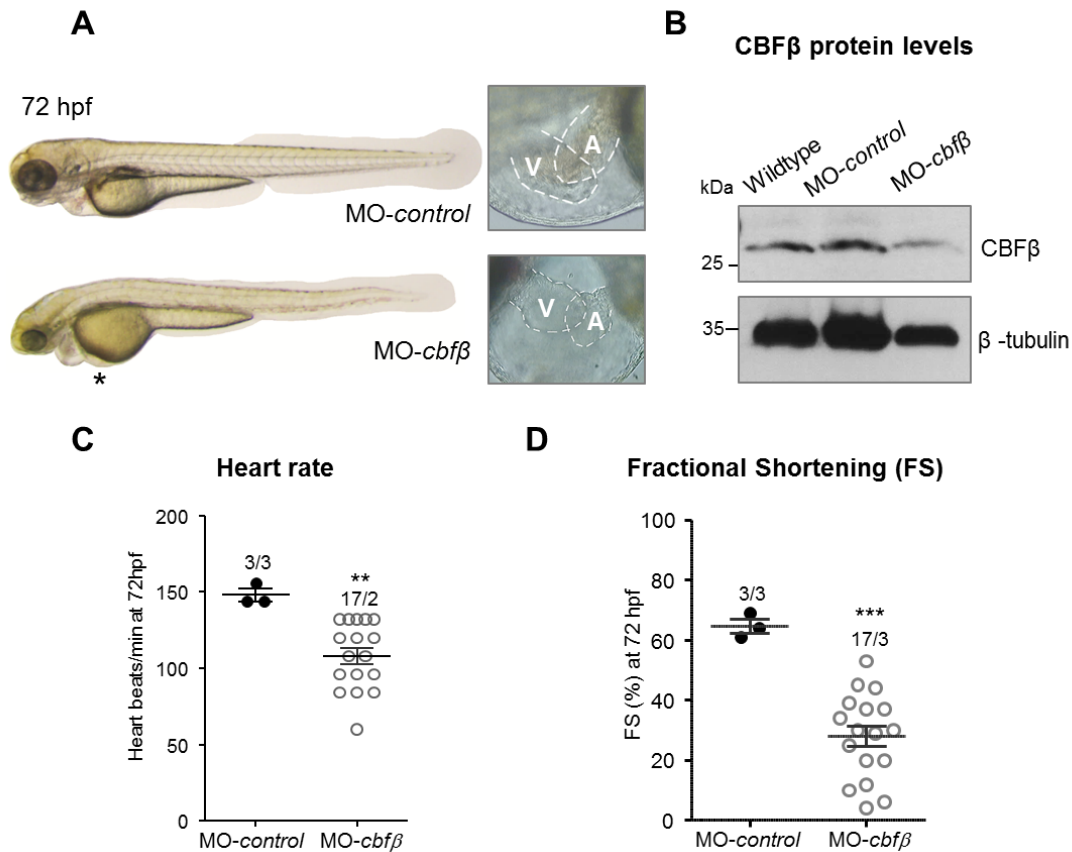 A
72 hpf
V
A
MO-control
V
A
MO-cbfβ
*
B
CBFβ protein levels
kDa
Wildtype
MO-control
MO-cbfβ
25
CBFβ
35
β -tubulin
C
Heart rate
Heart beats/min at 72hpf
200
150
100
50
0
3/3
**
17/2
MO-control
MO-cbfβ
D
Fractional Shortening (FS)
FS (%) at 72 hpf
100
80
60
40
20
0
3/3
***
17/3
MO-control
MO-cbfβ